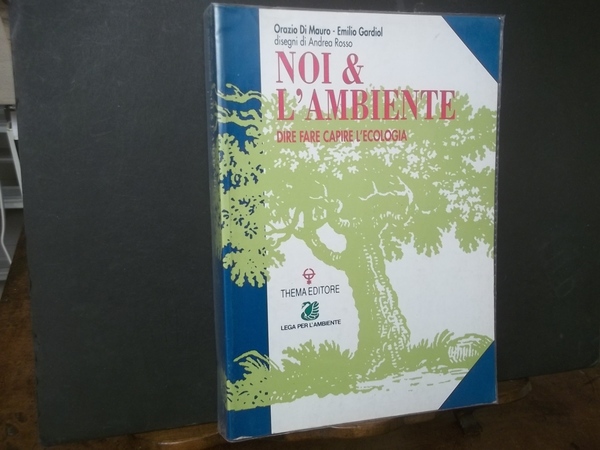 Orazio Di Mauro - Emilio Gardiol
disegni di Andrea Rosso
NOI &
L'AMBIENTE
DIRE FARE CAPIRE L'ECOLOGIA
THEMA EDITORE
LEGA PER L'AMBIENTE